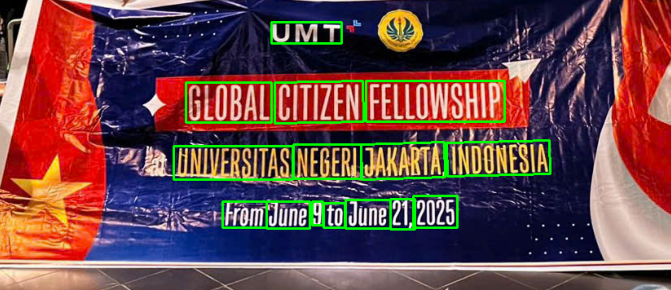 UMT
GLOBAL CITIZEN FELLOWSHIP
UNIVERSITAS NEGERI JAKARTA INDONESIA
From June 9 to June 21, 2025